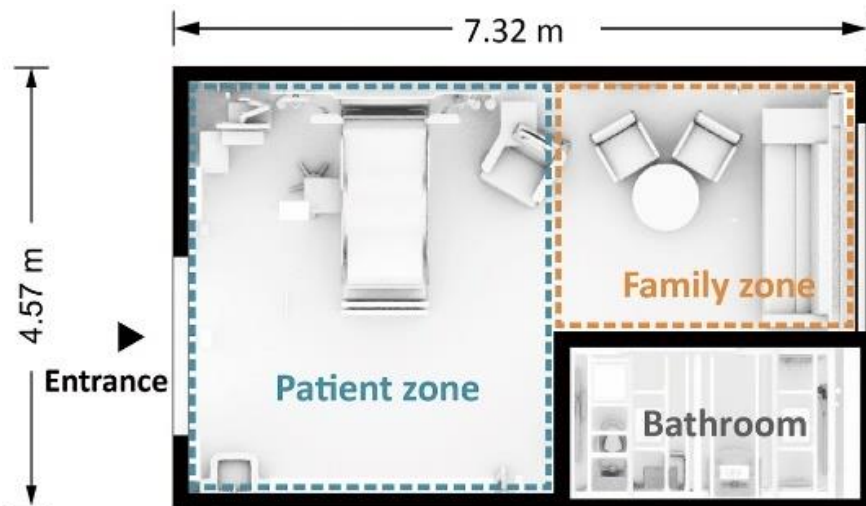 7.32 m
4.57 m
Entrance
Patient zone
Family zone
Bathroom